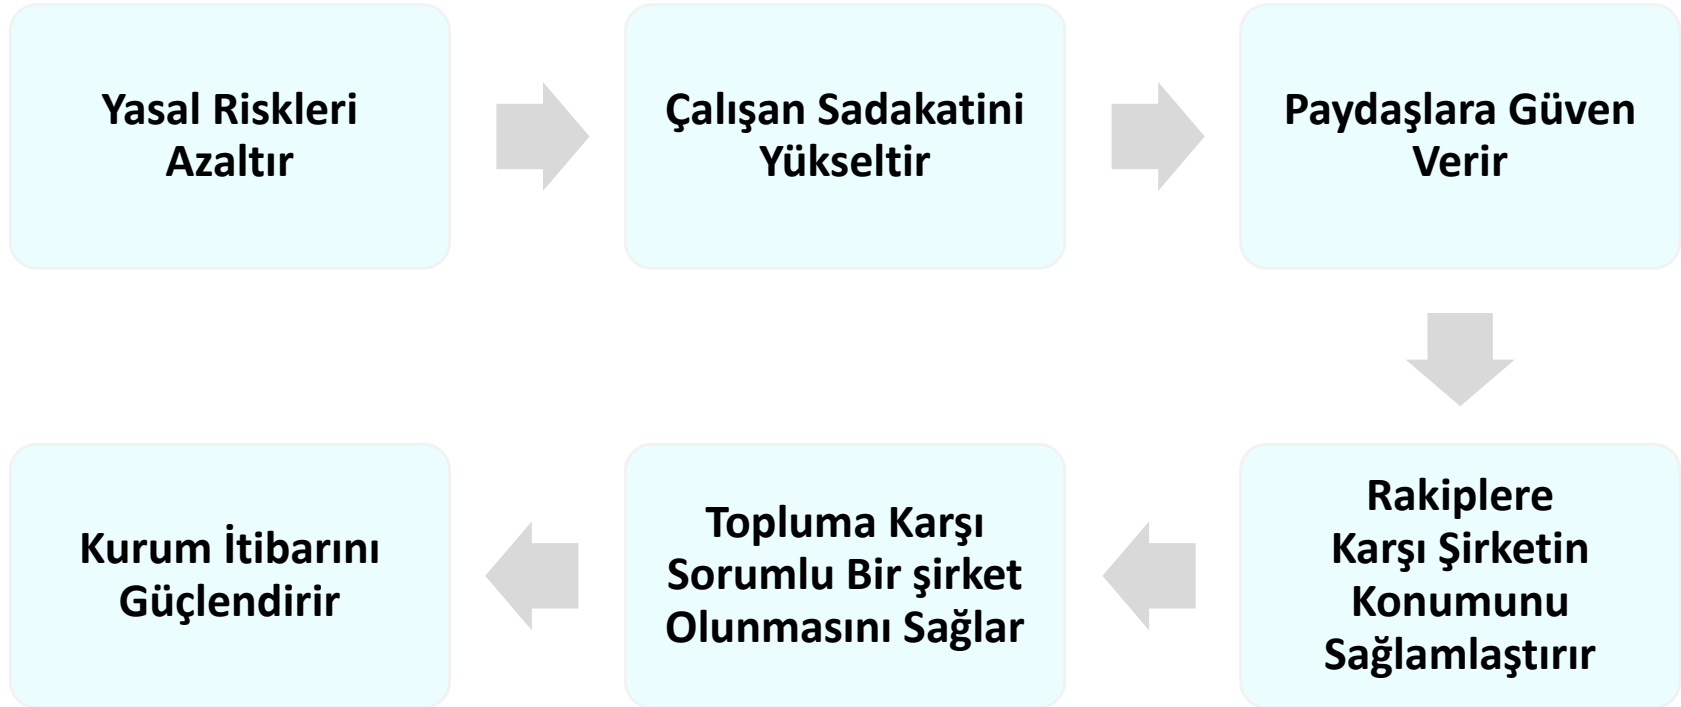 Yasal Riskleri
Azaltır
Çalışan Sadakatini
Yükseltir
Paydaşlara Güven
Verir
Rakiplere
Karşı Şirketin
Konumunu
Sağlamlaştırır
Topluma Karşı
Sorumlu Bir şirket
Olunmasını Sağlar
Kurum İtibarını
Güçlendirir